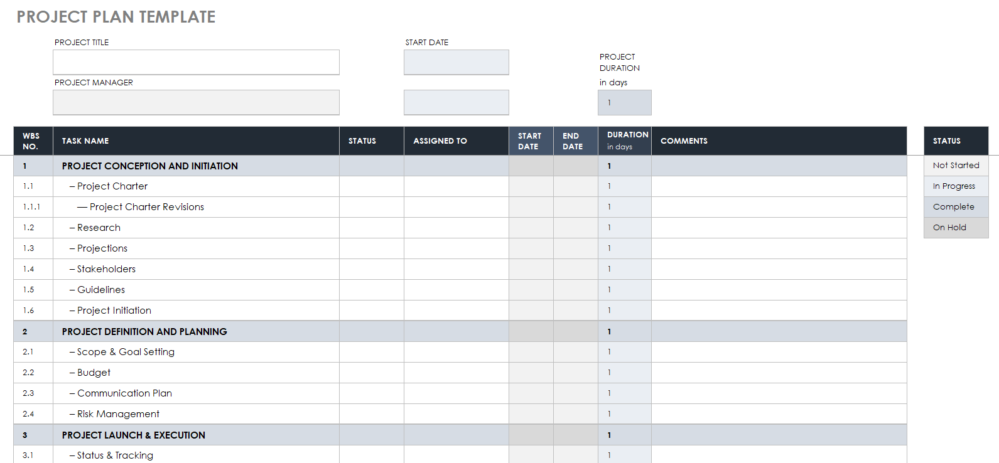 PROJECT PLAN TEMPLATE
PROJECT TITLE
START DATE
PROJECT
DURATION
PROJECT MANAGER
in days
1
WBS
NO.
TASK NAME
STATUS
ASSIGNED TO
START
DATE
END
DATE
DURATION
in days
COMMENTS
STATUS
1 PROJECT CONCEPTION AND INITIATION 1
Not Started
1.1 – Project Charter 1
In Progress
1.1.1 — Project Charter Revisions 1
Complete
1.2 – Research 1
On Hold
1.3 – Projections 1
1.4 – Stakeholders 1
1.5 – Guidelines 1
1.6 – Project Initiation 1
2 PROJECT DEFINITION AND PLANNING 1
2.1 – Scope & Goal Setting 1
2.2 – Budget 1
2.3 – Communication Plan 1
2.4 – Risk Management 1
3 PROJECT LAUNCH & EXECUTION 1
3.1 – Status & Tracking 1